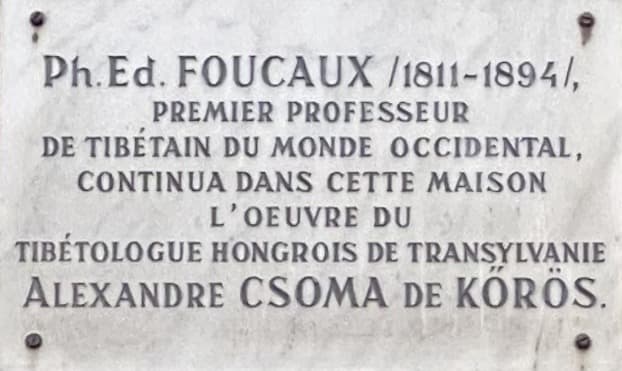 Ph. Ed. FOUCAUX /1811-1894/,
PREMIER PROFESSEUR
DE TIBÉTAIN DU MONDE OCCIDENTAL,
CONTINUA DANS CETTE MAISON
L'OEUVRE DU
TIBÉTOLOGUE HONGROIS DE TRANSYLVANIE
ALEXANDRE CSOMA DE KŐRÖS.